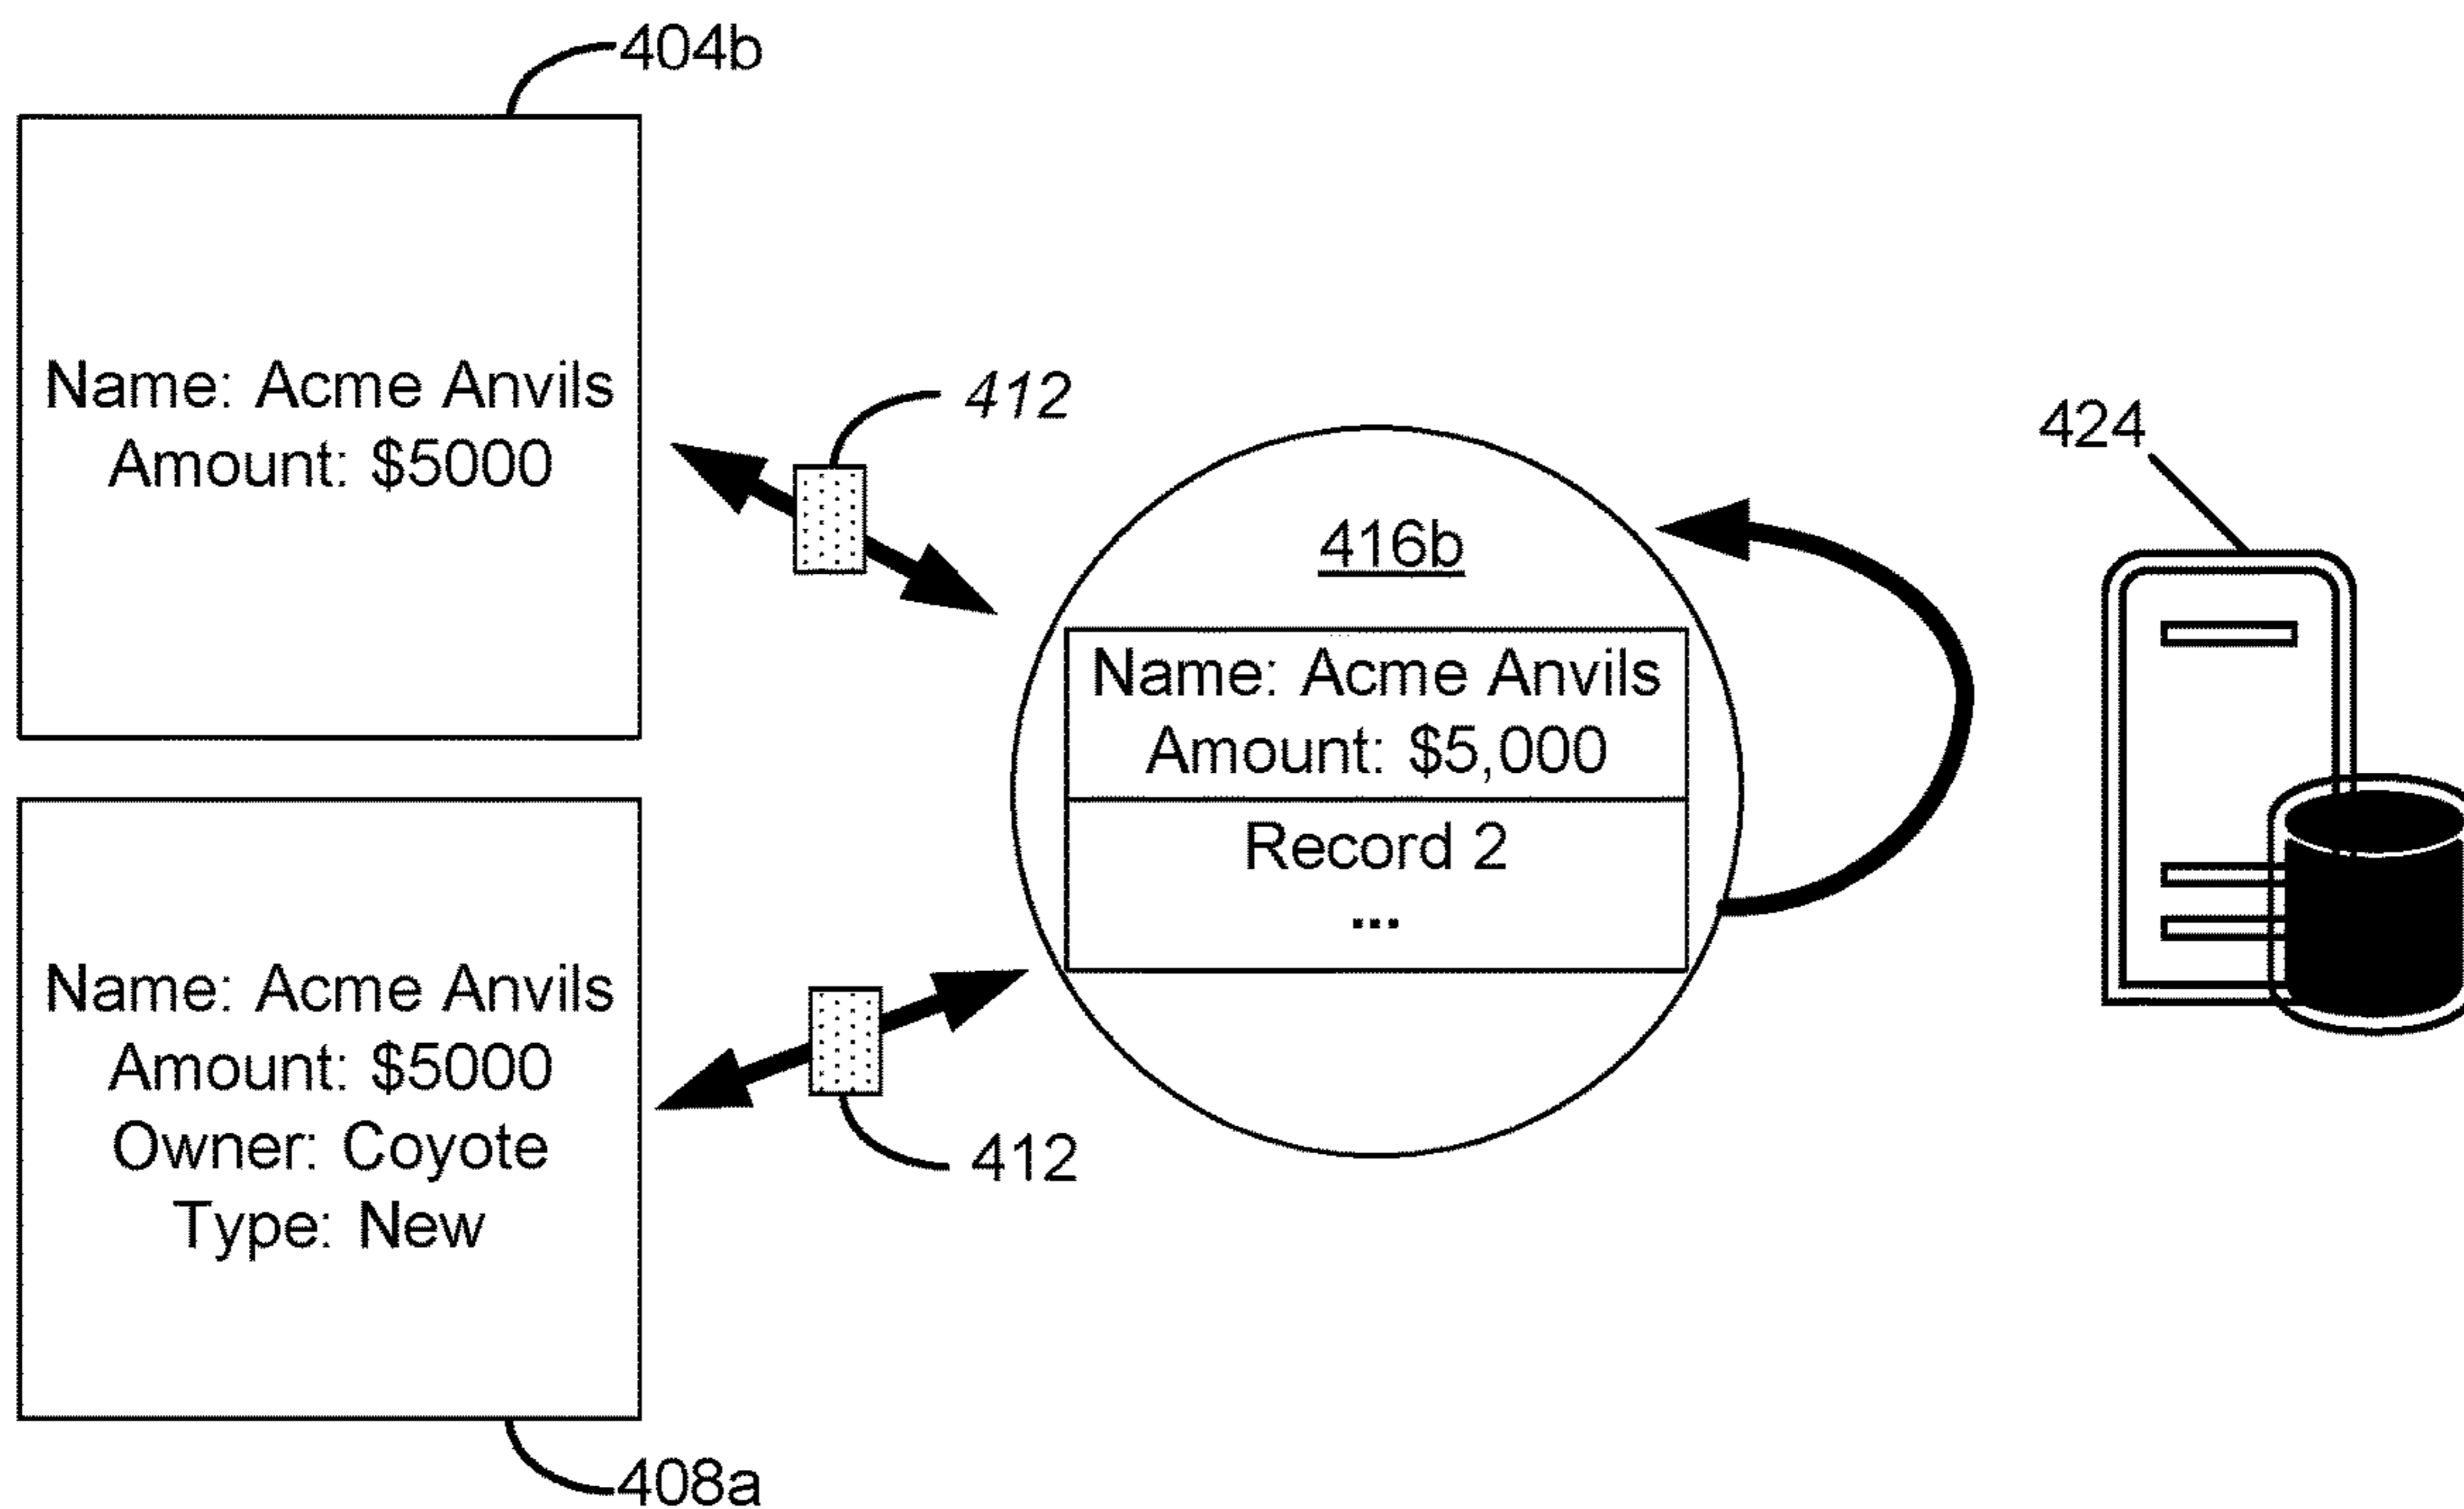 404b
Name: Acme Anvils
Amount: $5000
412
416b
Name: Acme Anvils
Amount: $5,000
Record 2
...
424
Name: Acme Anvils
Amount: $5000
Owner: Coyote
Type: New
412
408a